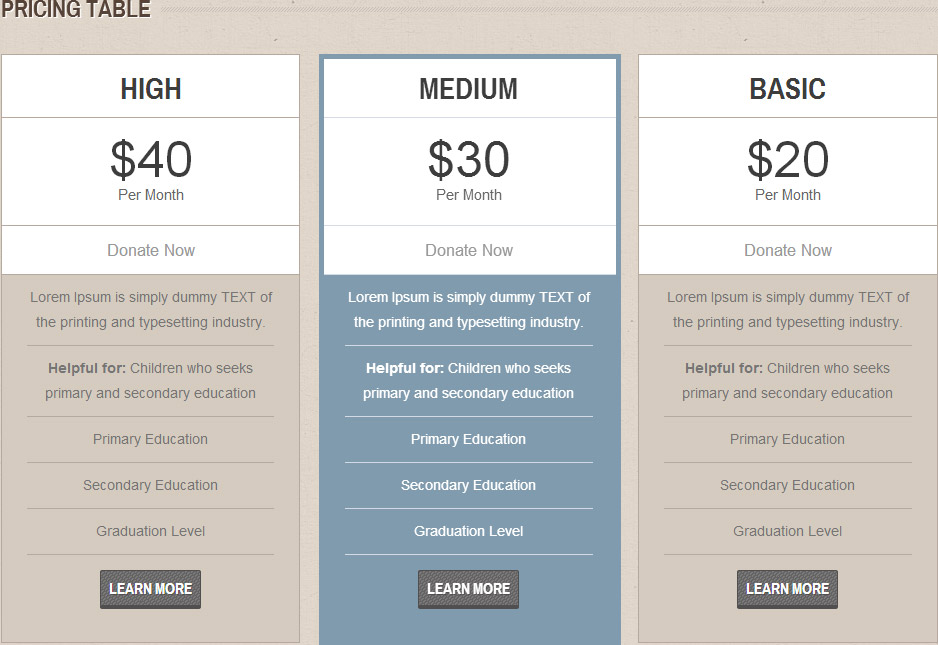 PRICING TABLE
HIGH
$40
Per Month
Donate Now
Lorem Ipsum is simply dummy TEXT of
the printing and typesetting industry.
Helpful for: Children who seeks
primary and secondary education
Primary Education
Secondary Education
Graduation Level
LEARN MORE
MEDIUM
$30
Per Month
Donate Now
Lorem Ipsum is simply dummy TEXT of
the printing and typesetting industry.
Helpful for: Children who seeks
primary and secondary education
Primary Education
Secondary Education
Graduation Level
LEARN MORE
BASIC
$20
Per Month
Donate Now
Lorem Ipsum is simply dummy TEXT of
the printing and typesetting industry.
Helpful for: Children who seeks
primary and secondary education
Primary Education
Secondary Education
Graduation Level
LEARN MORE